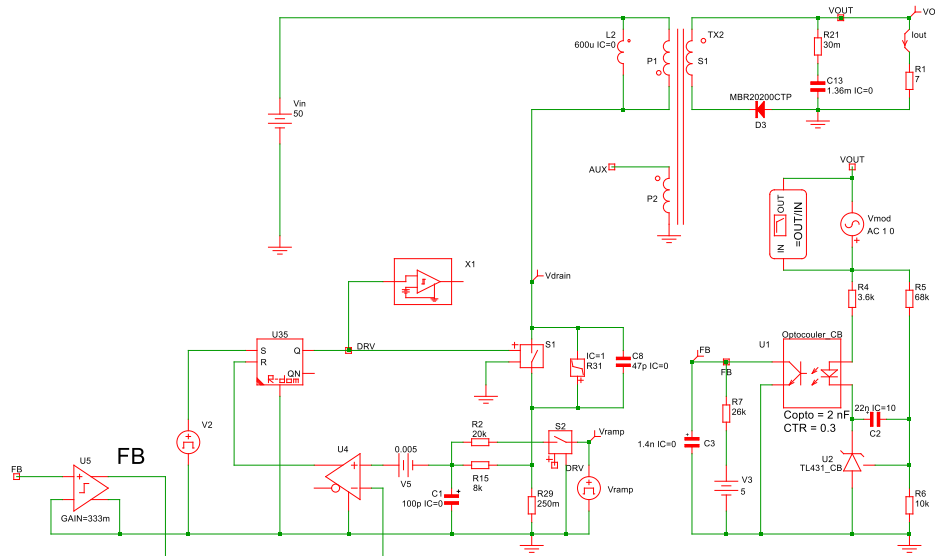 VOUT
VO
L2
600u IC=0
TX2
R21
30m
Iout
P1
S1
C13
1.36m IC=0
R1
7
MBR20200CTP
D3
Vin
50
AUX
P2
VOUT
OUT
IN
=OUT/IN
Vmod
AC 1 0
X1
Vdrain
R4
3.6k
R5
68k
U35
S
Q
R
QN
R-dom
DRV
S1
IC=1
R31
C8
47p IC=0
FB
FB
U1
Optocouler_CB
Copto = 2 nF
CTR = 0.3
22n IC=10
C2
R7
26k
V2
R2
20k
S2
Vramp
DRV
1.4n IC=0
C3
U2
TL431_CB
FB
FB
U5
GAIN=333m
U4
0.005
V5
R15
8k
C1
100p IC=0
R29
250m
Vramp
V3
5
R6
10k